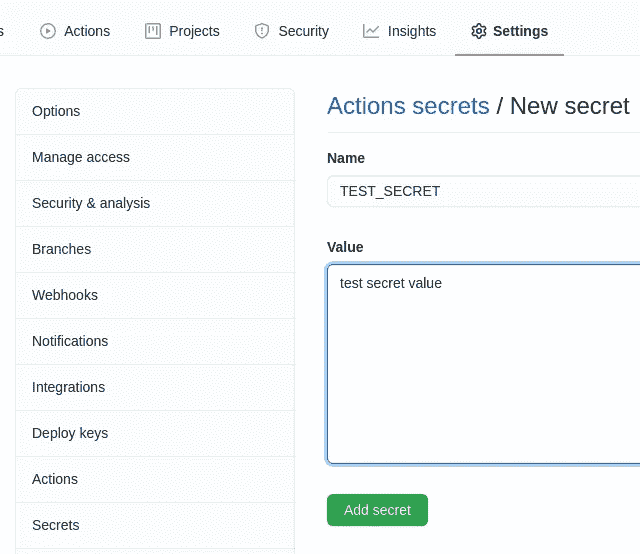 s Actions Projects Security Insights Settings
Options
Manage access
Security & analysis
Branches
Webhooks
Notifications
Integrations
Deploy keys
Actions
Secrets
Actions secrets / New secret
Name
TEST_SECRET
Value
test secret value
Add secret